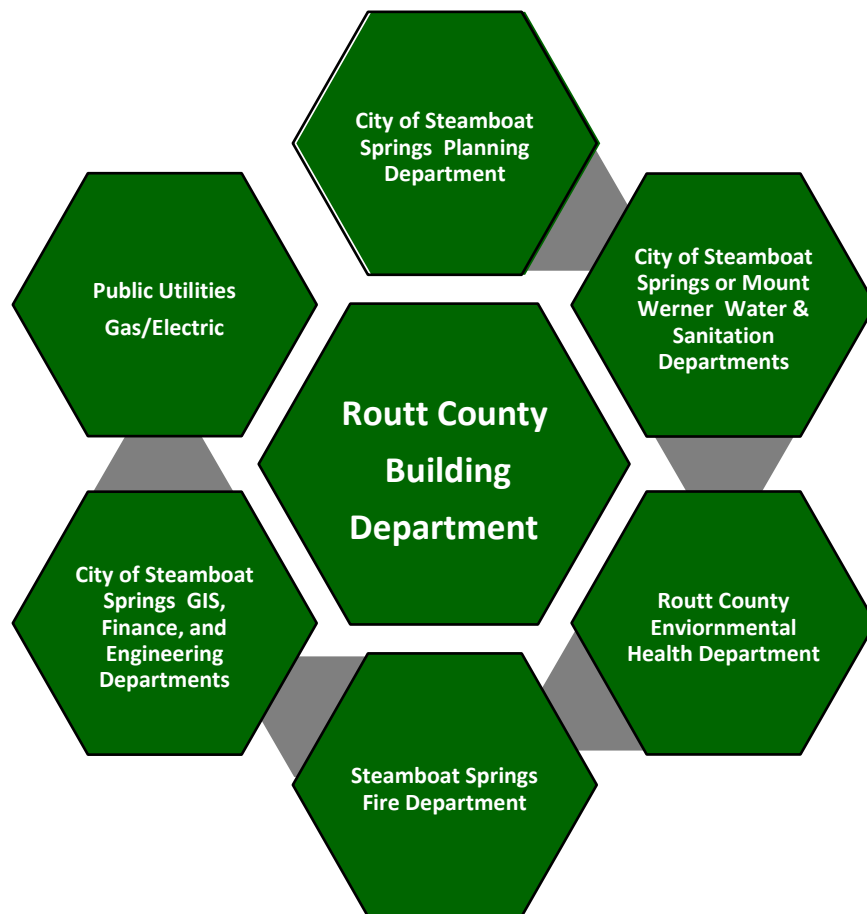 City of Steamboat
Springs Planning
Department
City of Steamboat
Springs or Mount
Werner Water &
Sanitation
Departments
Public Utilities
Gas/Electric
Routt County
Building
Department
City of Steamboat
Springs GIS,
Finance, and
Engineering
Departments
Routt County
Enviornmental
Health Department
Steamboat Springs
Fire Department